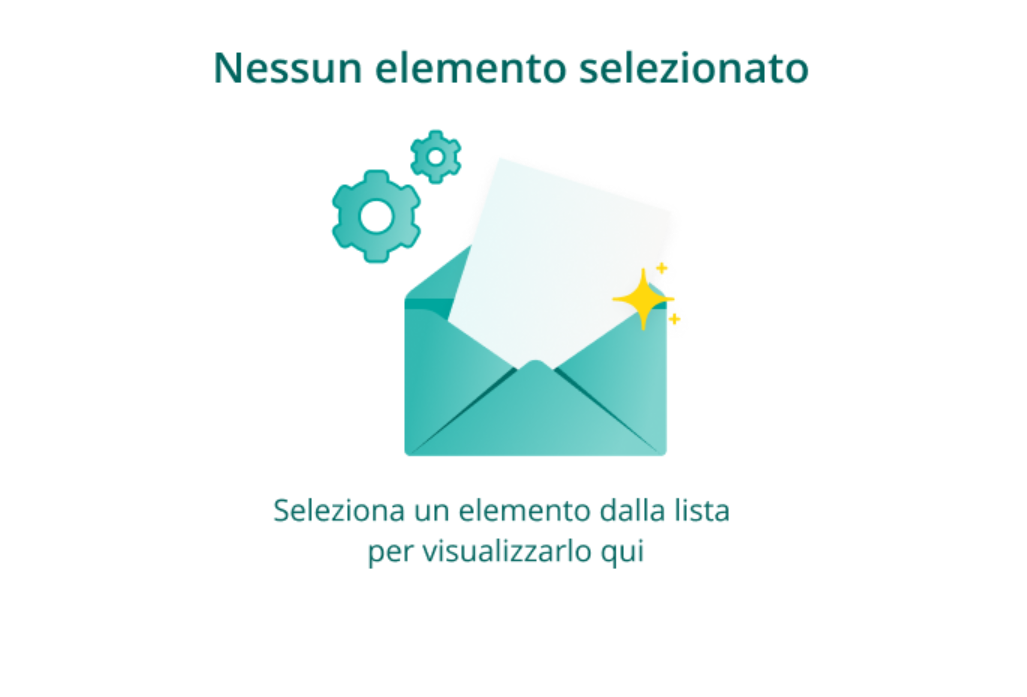 Nessun elemento selezionato
Seleziona un elemento dalla lista
per visualizzarlo qui